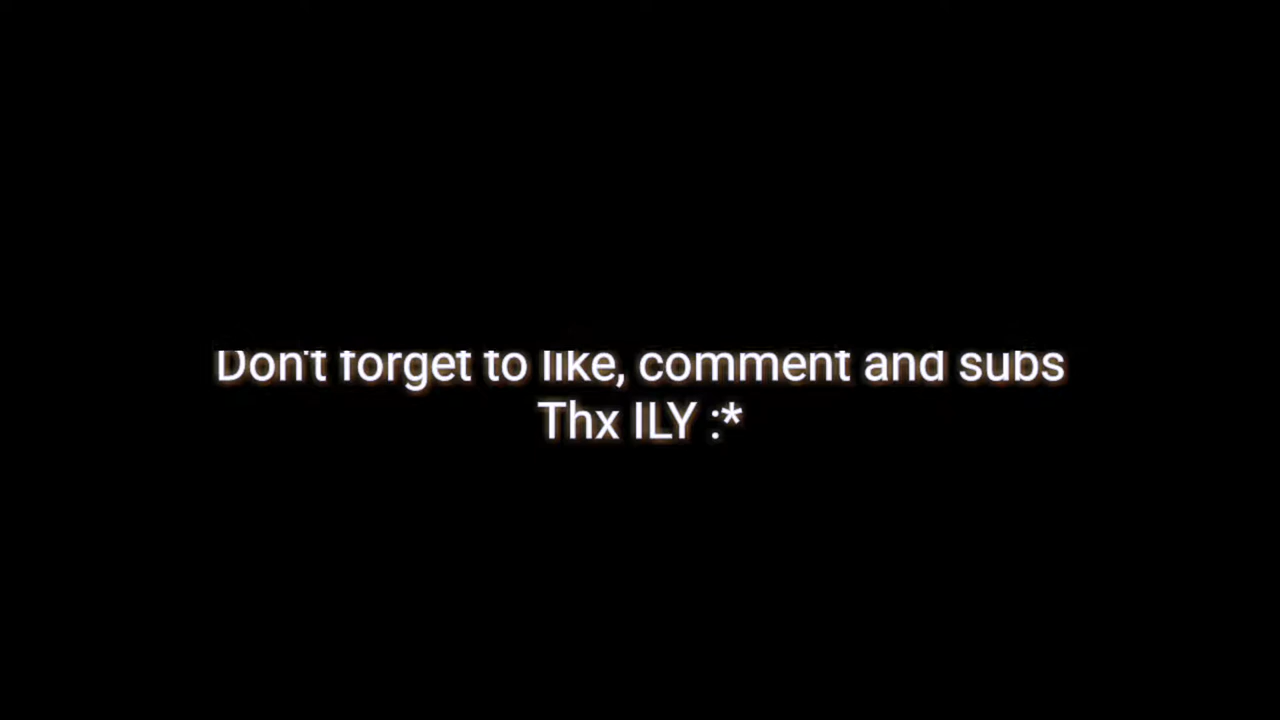 Don't forget to like, comment and subs
Thx ILY :*